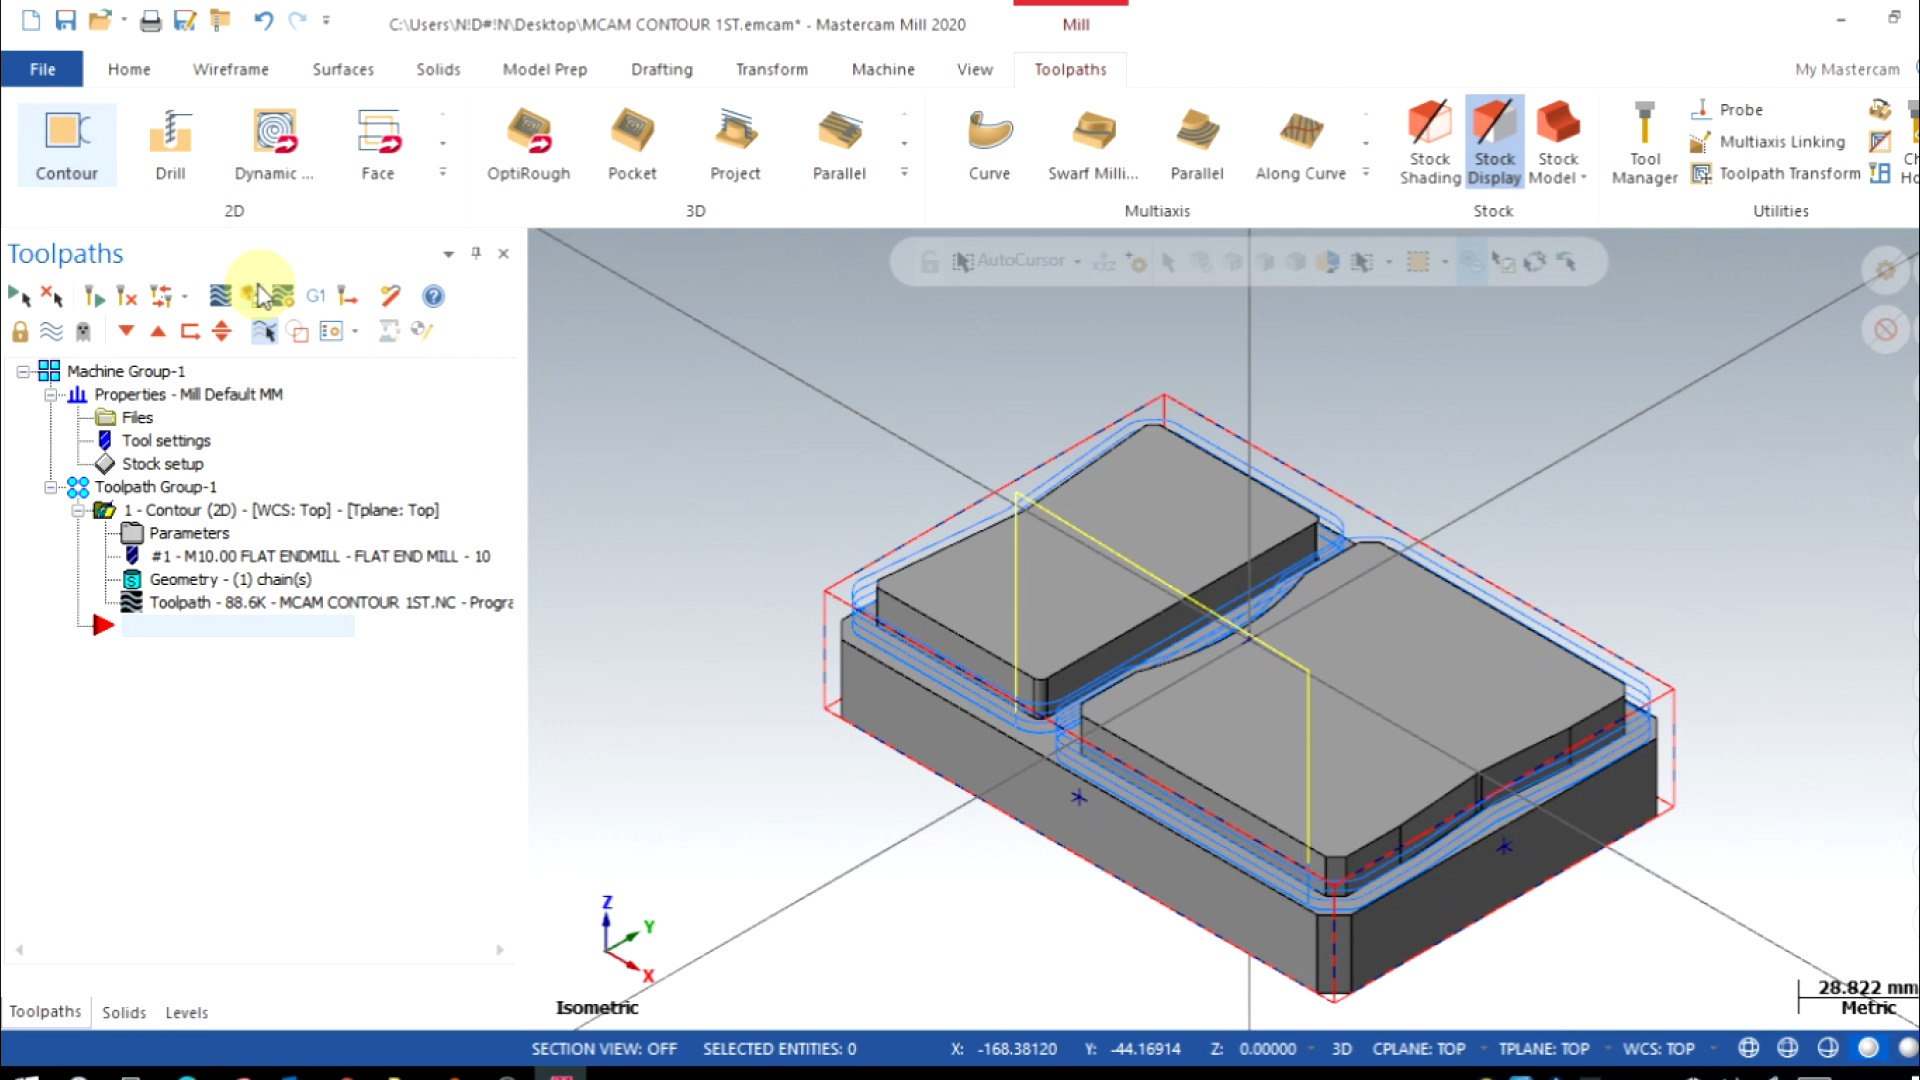 C:\Users\N!D#!N\Desktop\MCAM CONTOUR 1ST.emcam* - Mastercam Mill 2020
Mill
File Home Wireframe Surfaces Solids Model Prep Drafting Transform Machine View Toolpaths My Mastercam
Contour Drill Dynamic ... Face OptiRough Pocket Project Parallel Curve Swarf Milli... Parallel Along Curve
Stock Shading Stock Display Stock Model Tool Manager
Probe
Multiaxis Linking
Toolpath Transform
2D 3D Multiaxis Stock Utilities
Toolpaths
G1
AutoCursor
Machine Group-1
Properties - Mill Default MM
Files
Tool settings
Stock setup
Toolpath Group-1
1 - Contour (2D) - [WCS: Top] - [Tplane: Top]
Parameters
#1 - M10.00 FLAT ENDMILL - FLAT END MILL - 10
Geometry - (1) chain(s)
Toolpath - 88.6K - MCAM CONTOUR 1ST.NC - Progra
Z
Y
X
Isometric
28.822 mm
Metric
Toolpaths Solids Levels
SECTION VIEW: OFF SELECTED ENTITIES: 0 X: -168.38120 Y: -44.16914 Z: 0.00000 3D CPLANE: TOP TPLANE: TOP WCS: TOP